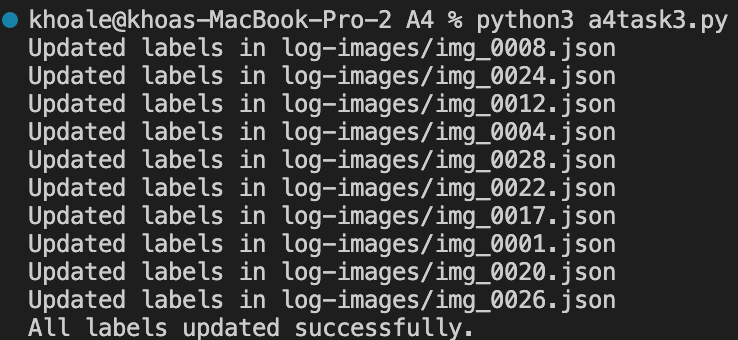 khoale@khoas-MacBook-Pro-2 A4 % python3 a4task3.py
Updated labels in log-images/img_0008.json
Updated labels in log-images/img_0024.json
Updated labels in log-images/img_0012.json
Updated labels in log-images/img_0004.json
Updated labels in log-images/img_0028.json
Updated labels in log-images/img_0022.json
Updated labels in log-images/img_0017.json
Updated labels in log-images/img_0001.json
Updated labels in log-images/img_0020.json
Updated labels in log-images/img_0026.json
All labels updated successfully.